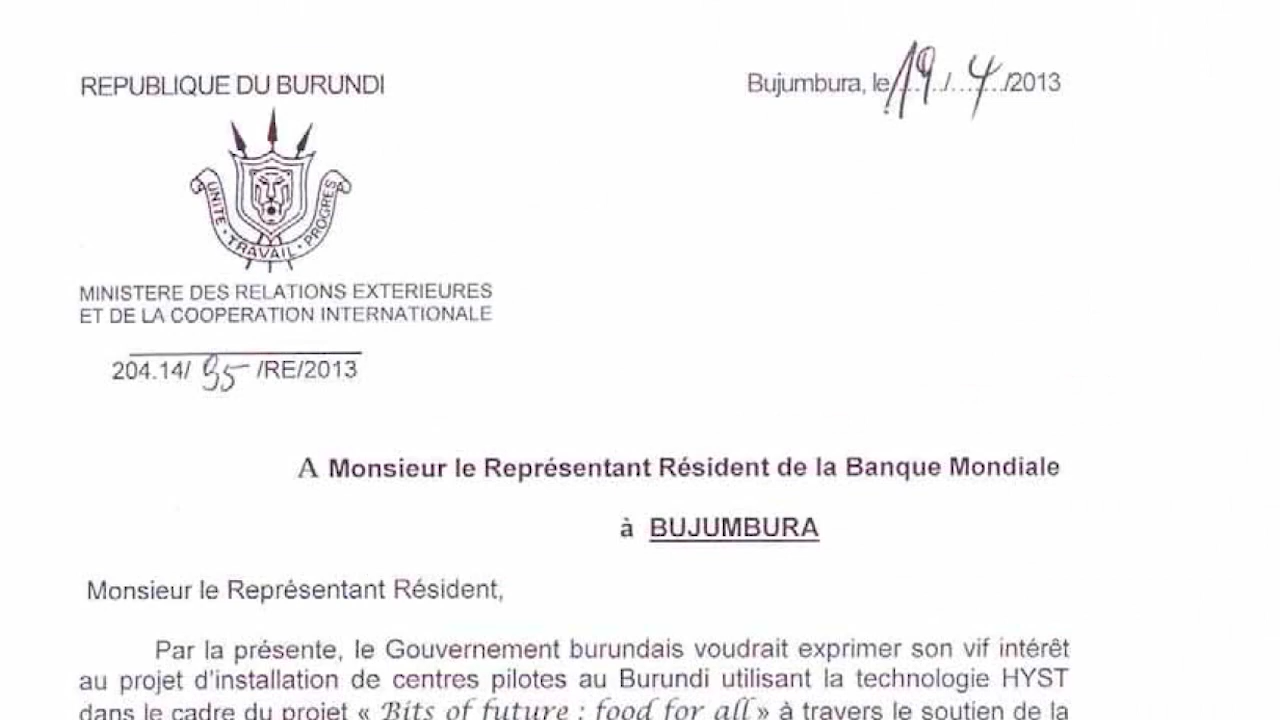 REPUBLIQUE DU BURUNDI
Bujumbura, le 19/4/2013
UNITE · TRAVAIL · PROGRES
MINISTERE DES RELATIONS EXTERIEURES
ET DE LA COOPERATION INTERNATIONALE
204.14/ 95 /RE/2013
A Monsieur le Représentant Résident de la Banque Mondiale
à BUJUMBURA
Monsieur le Représentant Résident,
Par la présente, le Gouvernement burundais voudrait exprimer son vif intérêt
au projet d'installation de centres pilotes au Burundi utilisant la technologie HYST
dans le cadre du projet « Bits of future : food for all » à travers le soutien de la